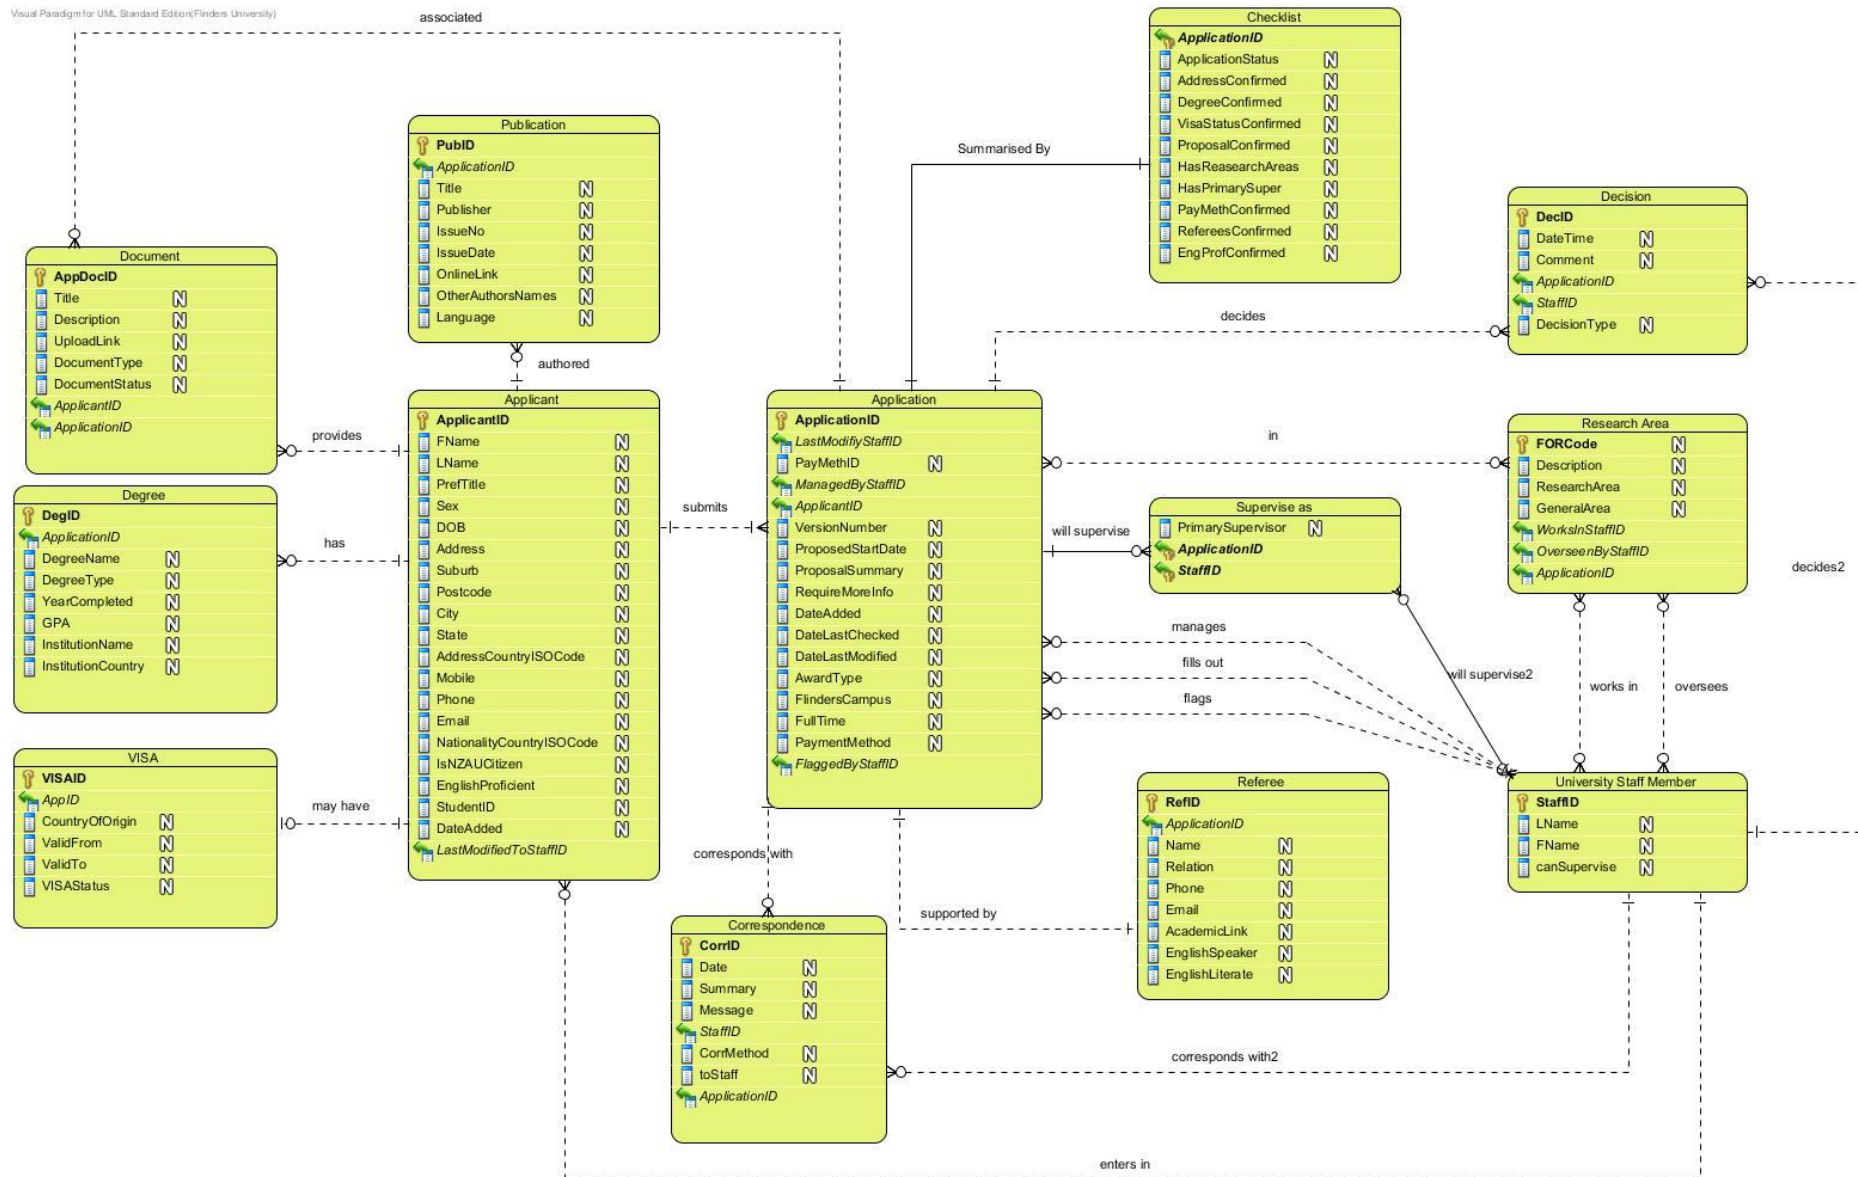 Visual Paradigm for UML Standard Edition(Flinders University)
associated
Checklist
ApplicationID
ApplicationStatus N
AddressConfirmed N
DegreeConfirmed N
VisaStatusConfirmed N
ProposalConfirmed N
HasReasearchAreas N
HasPrimarySuper N
PayMethConfirmed N
RefereesConfirmed N
EngProfConfirmed N
Summarised By
Publication
PubID
ApplicationID
Title N
Publisher N
IssueNo N
IssueDate N
OnlineLink N
OtherAuthorsNames N
Language N
authored
Decision
DecID
DateTime N
Comment N
ApplicationID
StaffID
DecisionType N
decides
Document
AppDocID
Title N
Description N
UploadLink N
DocumentType N
DocumentStatus N
ApplicantID
ApplicationID
provides
Applicant
ApplicantID
FName N
LName N
PrefTitle N
Sex N
DOB N
Address N
Suburb N
Postcode N
City N
State N
AddressCountryISOCode N
Mobile N
Phone N
Email N
NationalityCountryISOCode N
IsNZAUCitizen N
EnglishProficient N
StudentID N
DateAdded N
LastModifiedToStaffID
submits
Application
ApplicationID
LastModifiyStaffID
PayMethID N
ManagedByStaffID
ApplicantID
VersionNumber N
ProposedStartDate N
ProposalSummary N
RequireMoreInfo N
DateAdded N
DateLastChecked N
DateLastModified N
AwardType N
FlindersCampus N
FullTime N
PaymentMethod N
FlaggedByStaffID
in
Research Area
FORCode N
Description N
ResearchArea N
GeneralArea N
WorksInStaffID
OverseenByStaffID
ApplicationID
Degree
DegID
ApplicationID
DegreeName N
DegreeType N
YearCompleted N
GPA N
InstitutionName N
InstitutionCountry N
has
will supervise
Supervise as
PrimarySupervisor N
ApplicationID
StaffID
decides2
manages
fills out
flags
will supervise2
works in
oversees
VISA
VISAID
AppID
CountryOfOrigin N
ValidFrom N
ValidTo N
VISAStatus N
may have
Referee
RefID
ApplicationID
Name N
Relation N
Phone N
Email N
AcademicLink N
EnglishSpeaker N
EnglishLiterate N
University Staff Member
StaffID
LName N
FName N
canSupervise N
corresponds with
supported by
Correspondence
CorrID
Date N
Summary N
Message N
StaffID
CorrMethod N
toStaff N
ApplicationID
corresponds with2
enters in